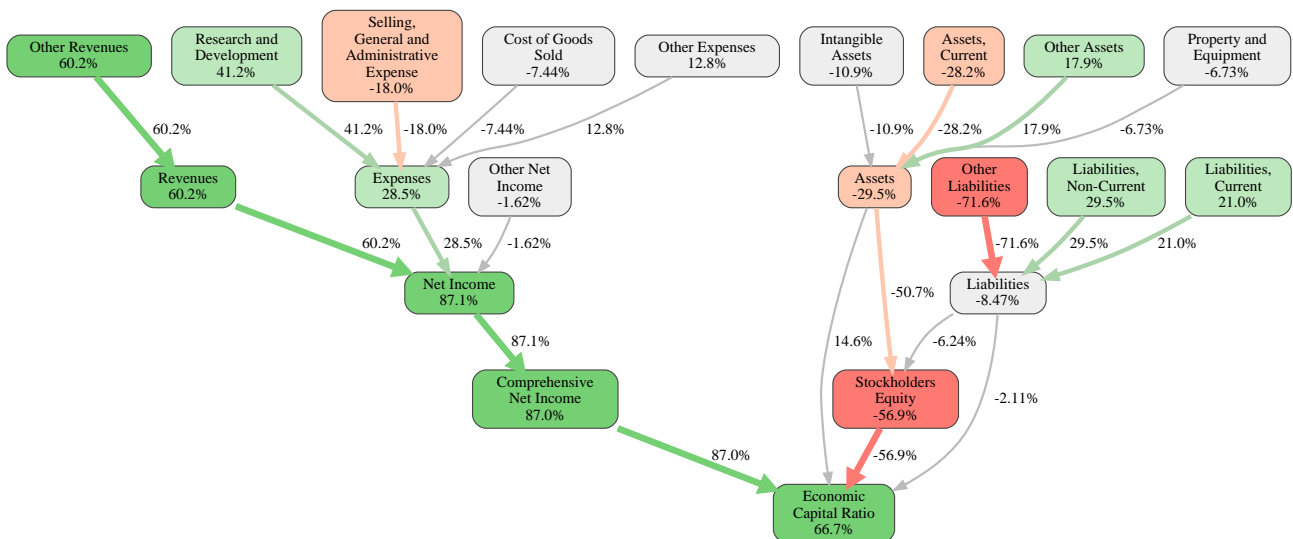 Other Revenues
60.2%
Research and
Development
41.2%
Selling,
General and
Administrative
Expense
-18.0%
Cost of Goods
Sold
-7.44%
Other Expenses
12.8%
Intangible
Assets
-10.9%
Assets,
Current
-28.2%
Other Assets
17.9%
Property and
Equipment
-6.73%
60.2%
41.2%
-18.0%
-7.44%
12.8%
-10.9%
-28.2%
17.9%
-6.73%
Revenues
60.2%
Expenses
28.5%
Other Net
Income
-1.62%
Assets
-29.5%
Other
Liabilities
-71.6%
Liabilities,
Non-Current
29.5%
Liabilities,
Current
21.0%
60.2%
28.5%
-1.62%
-71.6%
29.5%
21.0%
Net Income
87.1%
Liabilities
-8.47%
-50.7%
87.1%
14.6%
-6.24%
Comprehensive
Net Income
87.0%
Stockholders
Equity
-56.9%
-2.11%
87.0%
-56.9%
Economic
Capital Ratio
66.7%